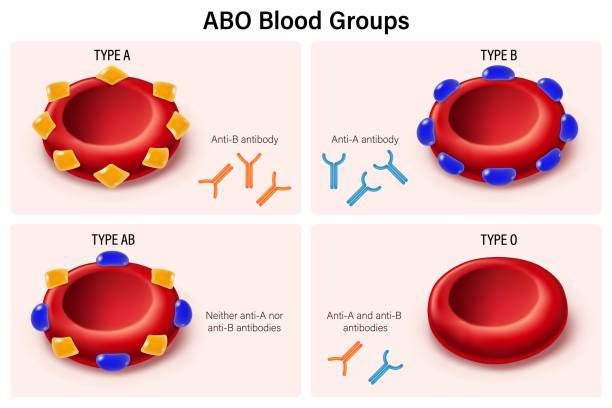 ABO Blood Groups
TYPE A
Anti-B antibody
TYPE B
Anti-A antibody
TYPE AB
Neither anti-A nor
anti-B antibodies
TYPE O
Anti-A and anti-B
antibodies